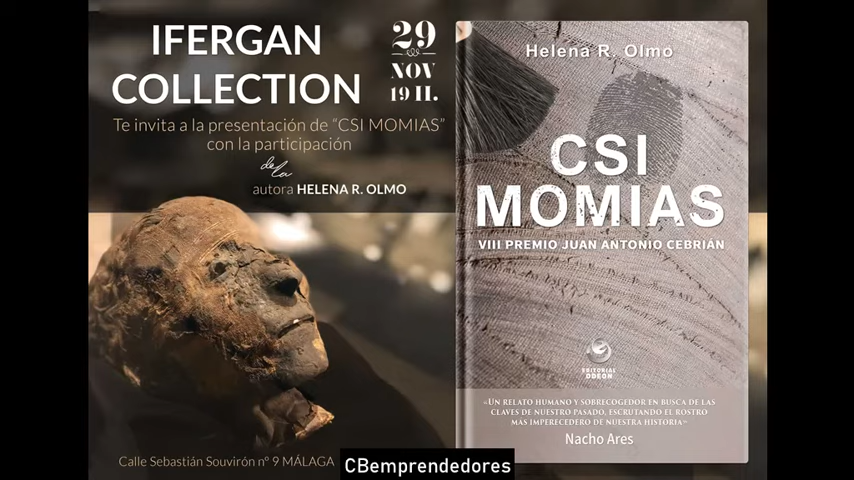 IFERGAN
COLLECTION
29
NOV
19 H.
Te invita a la presentación de “CSI MOMIAS”
con la participación
de la
autora HELENA R. OLMO
Calle Sebastián Souvirón nº 9 MÁLAGA
Helena R. Olmo
CSI
MOMIAS
VIII PREMIO JUAN ANTONIO CEBRIÁN
EDITORIAL
ODEON
«UN RELATO HUMANO Y SOBRECOGEDOR EN BUSCA DE LAS
CLAVES DE NUESTRO PASADO, ESCRUTANDO EL ROSTRO
MÁS IMPERECEDERO DE NUESTRA HISTORIA»
Nacho Ares
CBemprendedores